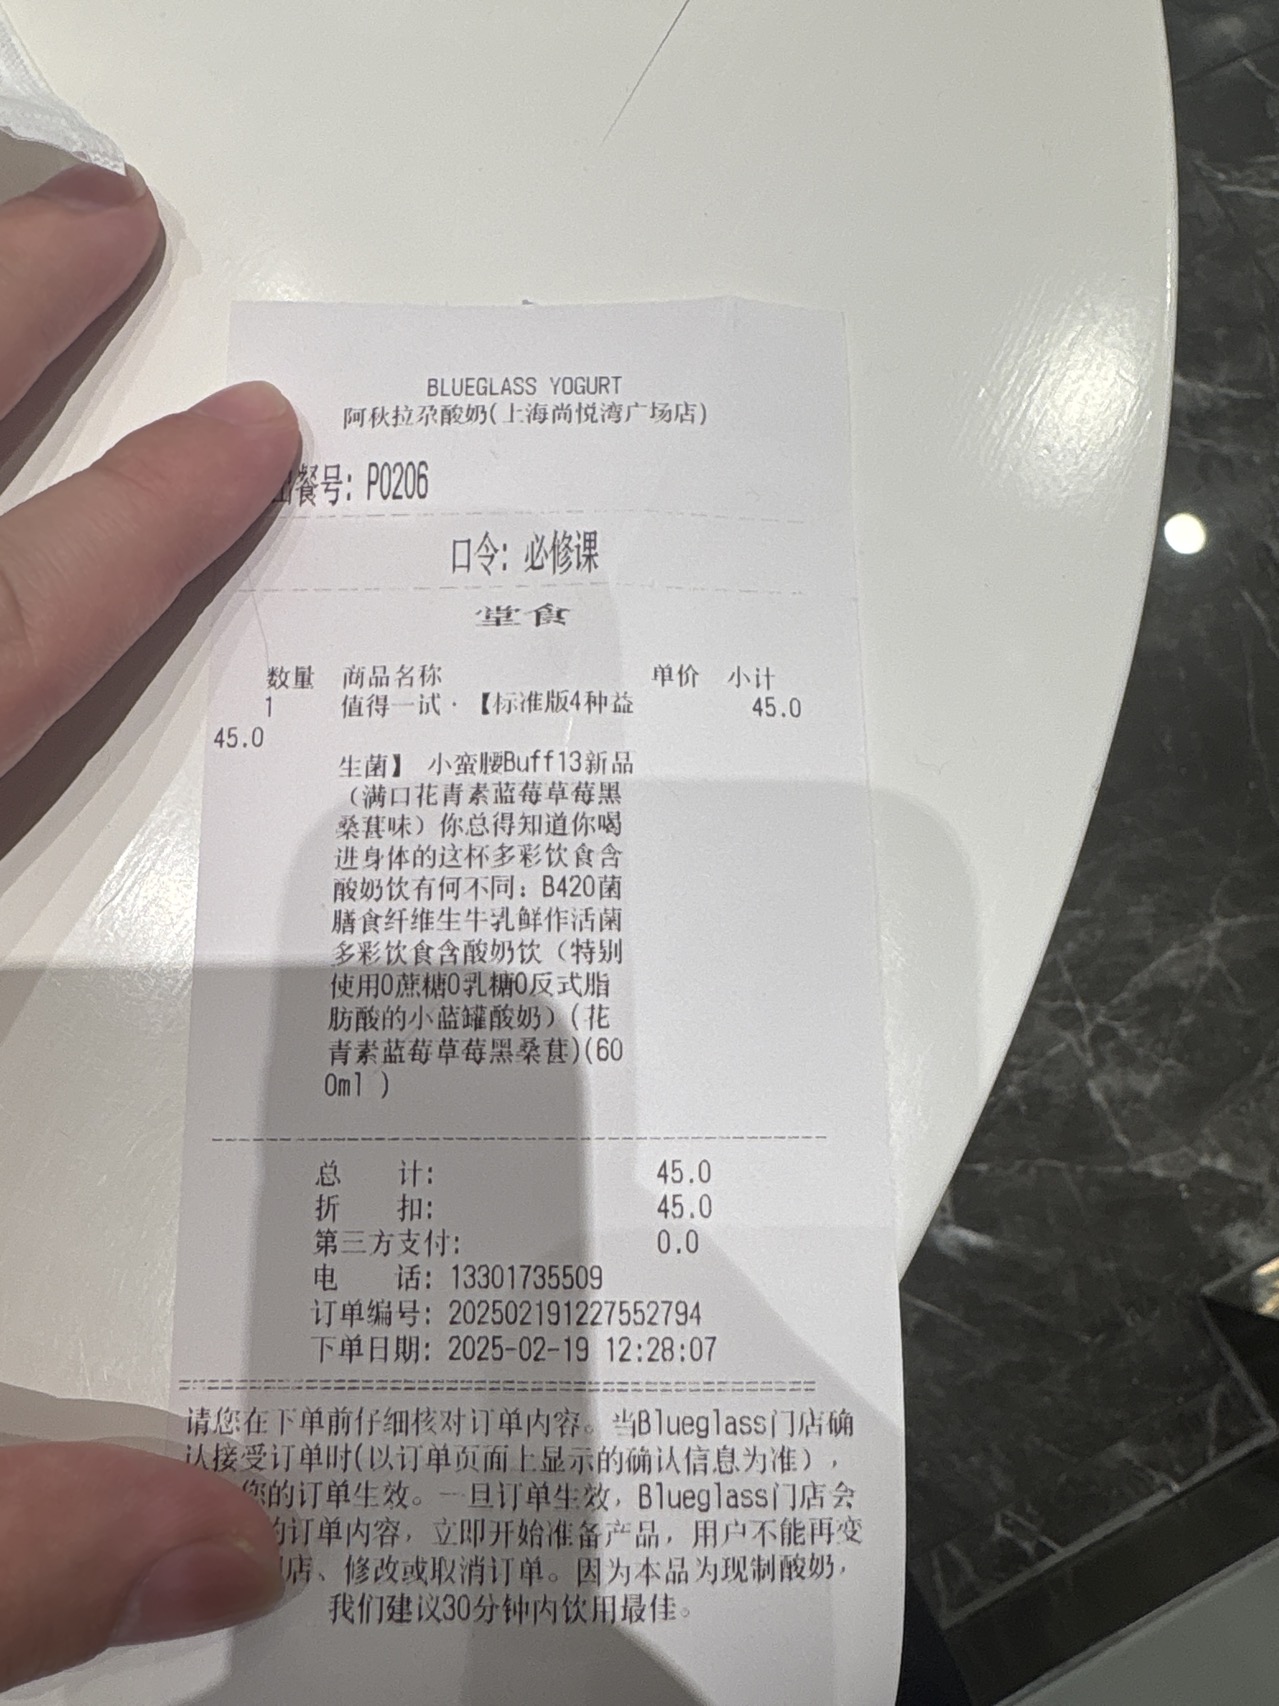 BLUEGLASS YOGURT
阿秋拉尕酸奶(上海尚悦湾广场店)
出餐号: P0206
口令: 必修课
堂食
数量 商品名称 单价 小计
1 值得一试·【标准版4种益 45.0
45.0
生菌】 小蛮腰Buff13新品
（满口花青素蓝莓草莓黑
桑葚味）你总得知道你喝
进身体的这杯多彩饮食含
酸奶饮有何不同: B420菌
膳食纤维生牛乳鲜作活菌
多彩饮食含酸奶饮（特别
使用0蔗糖0乳糖0反式脂
肪酸的小蓝罐酸奶）(花
青素蓝莓草莓黑桑葚)(60
0ml )
总 计: 45.0
折 扣: 45.0
第三方支付: 0.0
电 话: 13301735509
订单编号: 202502191227552794
下单日期: 2025-02-19 12:28:07
请您在下单前仔细核对订单内容。当Blueglass门店确
认接受订单时(以订单页面上显示的确认信息为准),
您的订单生效。一旦订单生效, Blueglass门店会
的订单内容, 立即开始准备产品, 用户不能再变
店、修改或取消订单。因为本品为现制酸奶,
我们建议30分钟内饮用最佳。